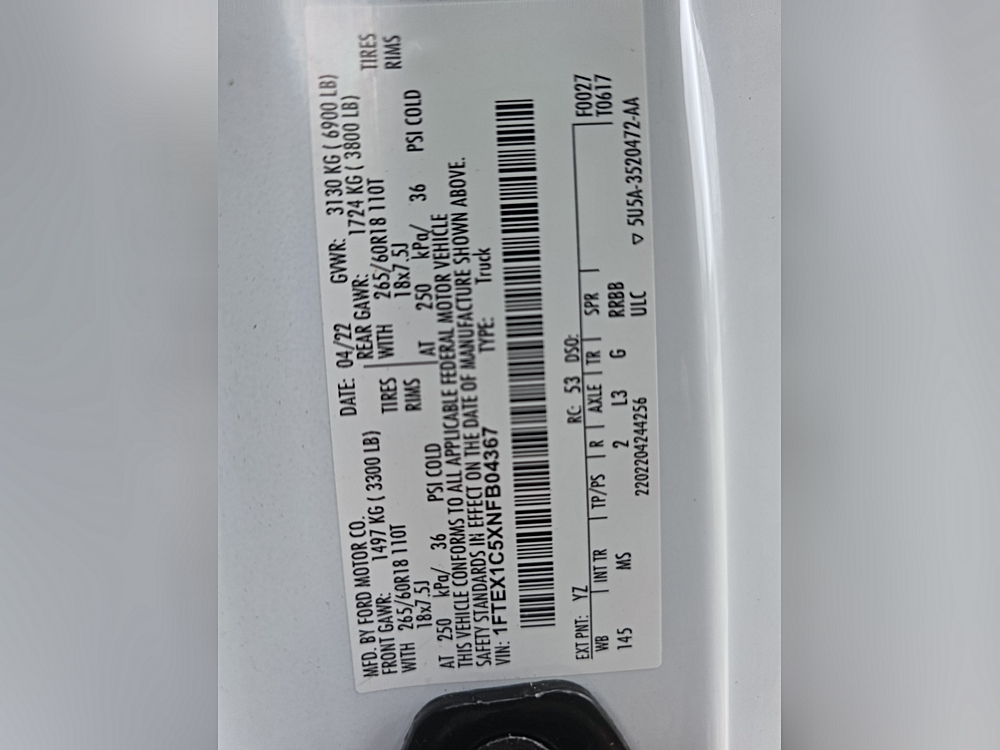 MFD. BY FORD MOTOR CO. DATE: 04/22 GVWR: 3130 KG ( 6900 LB)
FRONT GAWR: 1497 KG ( 3300 LB) REAR GAWR: 1724 KG ( 3800 LB)
WITH 265/60R18 110T TIRES WITH 265/60R18 110T TIRES
18x7.5J RIMS 18x7.5J RIMS
AT 250 kPa/ 36 PSI COLD AT 250 kPa/ 36 PSI COLD
THIS VEHICLE CONFORMS TO ALL APPLICABLE FEDERAL MOTOR VEHICLE
SAFETY STANDARDS IN EFFECT ON THE DATE OF MANUFACTURE SHOWN ABOVE.
VIN: 1FTEX1C5XNFB04367 TYPE: Truck
EXT PNT: YZ RC: 53 DSO: F0027
WB INT TR TP/PS R AXLE TR SPR T0617
145 MS 2 L3 G RRBB
2202204244256 ULC ▽ 5U5A-3520472-AA